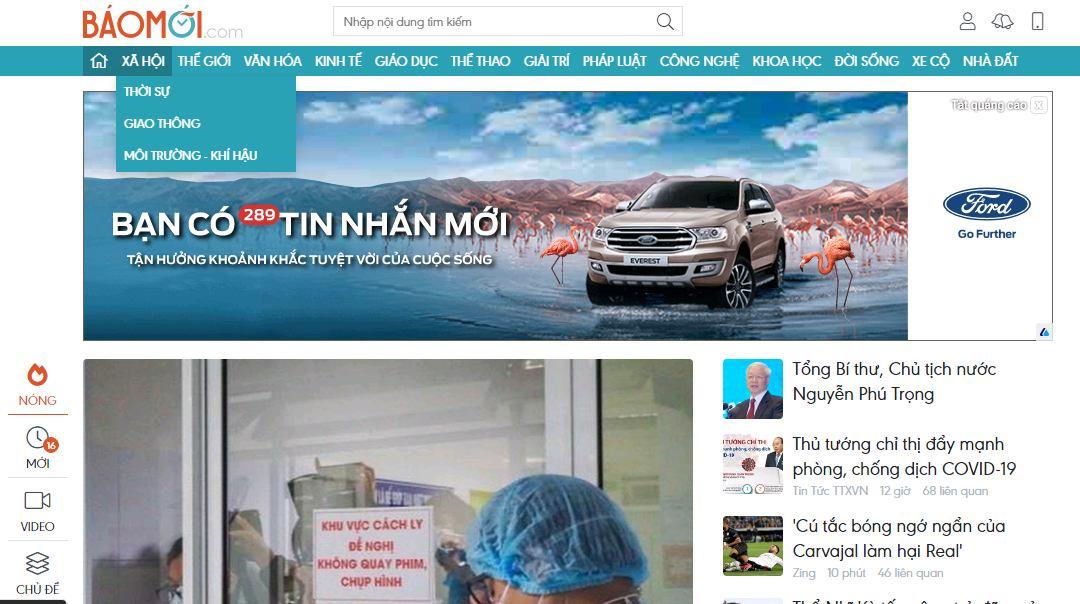 BÁOMỚI.com
Nhập nội dung tìm kiếm
XÃ HỘI THẾ GIỚI VĂN HÓA KINH TẾ GIÁO DỤC THỂ THAO GIẢI TRÍ PHÁP LUẬT CÔNG NGHỆ KHOA HỌC ĐỜI SỐNG XE CỘ NHÀ ĐẤT
THỜI SỰ
GIAO THÔNG
MÔI TRƯỜNG - KHÍ HẬU
Tắt quảng cáo x
BẠN CÓ 289 TIN NHẮN MỚI
TẬN HƯỞNG KHOẢNH KHẮC TUYỆT VỜI CỦA CUỘC SỐNG
EVEREST
Ford
Go Further
NÓNG
16
MỚI
VIDEO
CHỦ ĐỀ
KHU VỰC CÁCH LY
ĐỀ NGHỊ
KHÔNG QUAY PHIM,
CHỤP HÌNH
Tổng Bí thư, Chủ tịch nước
Nguyễn Phú Trọng
Thủ tướng chỉ thị đẩy mạnh
phòng, chống dịch COVID-19
Tin Tức TTXVN 12 giờ 68 liên quan
'Cú tắc bóng ngớ ngẩn của
Carvajal làm hại Real'
Zing 10 phút 46 liên quan